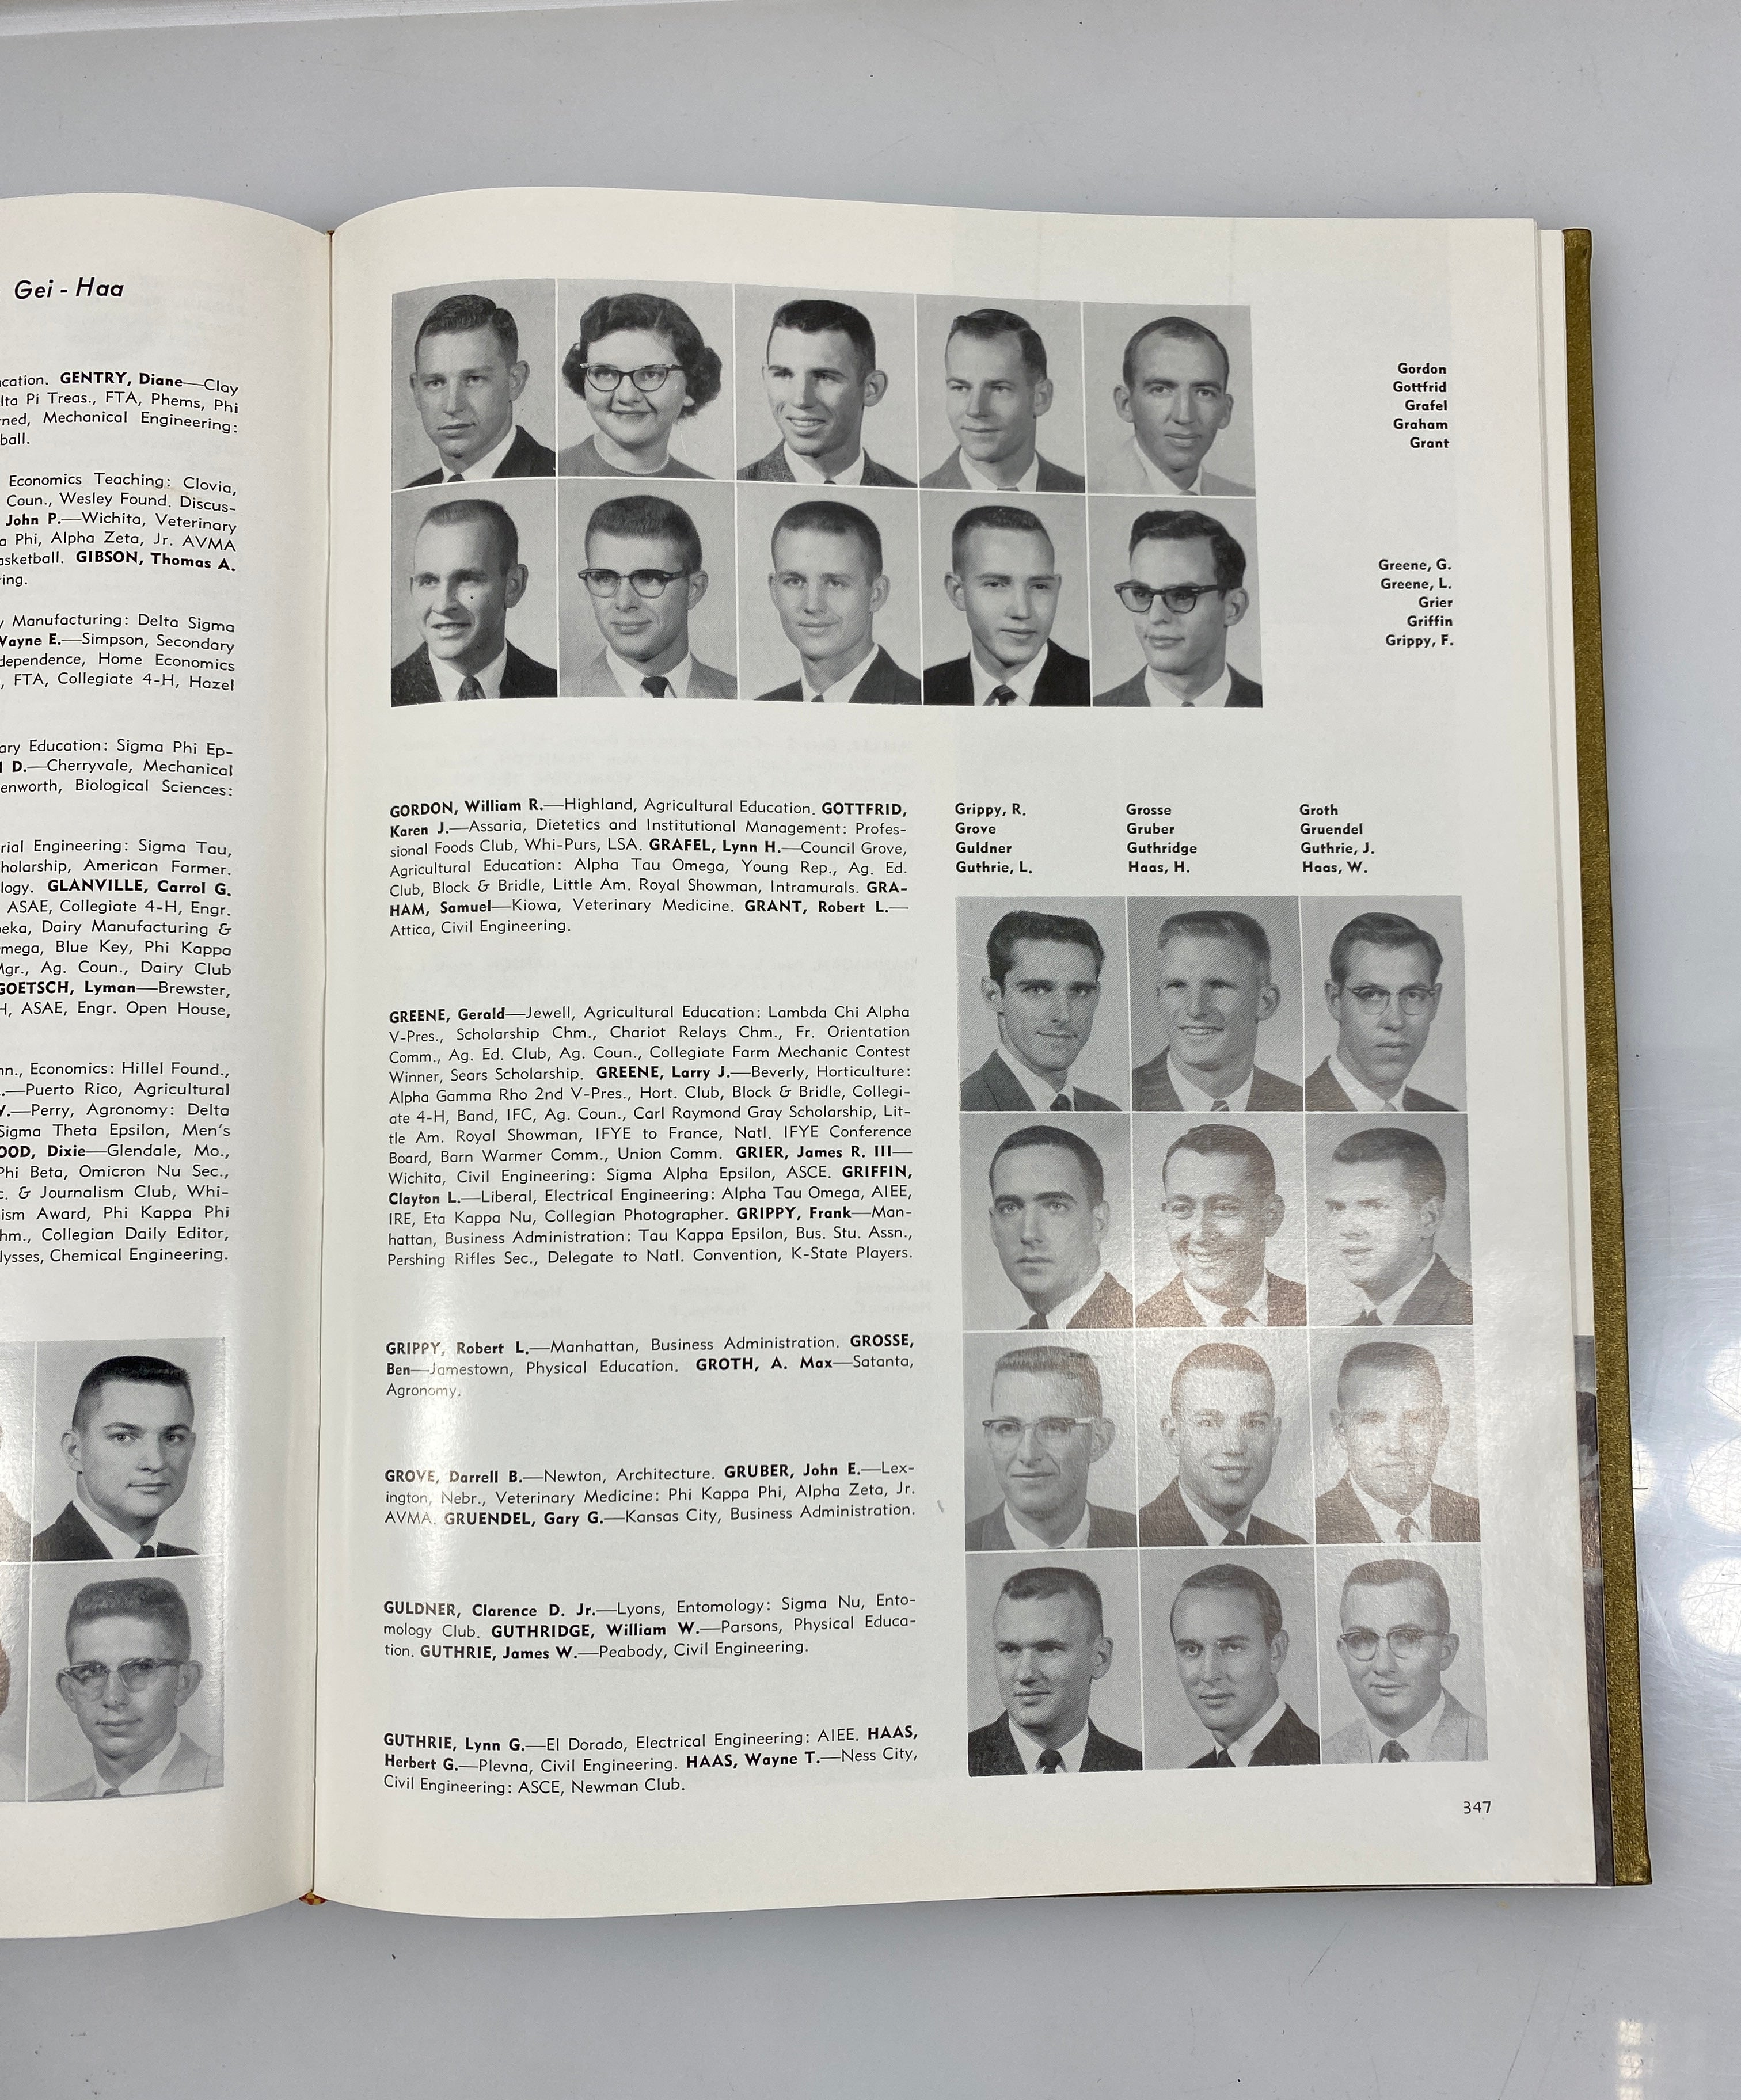 Gei - Haa
cation. GENTRY, Diane—Clay
lta Pi Treas., FTA, Phems, Phi
ned, Mechanical Engineering:
ball.
Economics Teaching: Clovia,
Coun., Wesley Found. Discus-
John P.—Wichita, Veterinary
a Phi, Alpha Zeta, Jr. AVMA
asketball. GIBSON, Thomas A.
ing.
y Manufacturing: Delta Sigma
Wayne E.—Simpson, Secondary
dependence, Home Economics
, FTA, Collegiate 4-H, Hazel
ary Education: Sigma Phi Ep-
D.—Cherryvale, Mechanical
enworth, Biological Sciences:
rial Engineering: Sigma Tau,
holarship, American Farmer.
logy. GLANVILLE, Carrol G.
ASAE, Collegiate 4-H, Engr.
eka, Dairy Manufacturing &
mega, Blue Key, Phi Kappa
Mgr., Ag. Coun., Dairy Club
GOETSCH, Lyman—Brewster,
H, ASAE, Engr. Open House,
nn., Economics: Hillel Found.,
.—Puerto Rico, Agricultural
V.—Perry, Agronomy: Delta
Sigma Theta Epsilon, Men's
OOD, Dixie—Glendale, Mo.,
Phi Beta, Omicron Nu Sec.,
c. & Journalism Club, Whi-
ism Award, Phi Kappa Phi
hm., Collegian Daily Editor,
lysses, Chemical Engineering.
Gordon
Gottfrid
Grafel
Graham
Grant
Greene, G.
Greene, L.
Grier
Griffin
Grippy, F.
GORDON, William R.—Highland, Agricultural Education. GOTTFRID,
Karen J.—Assaria, Dietetics and Institutional Management: Profes-
sional Foods Club, Whi-Purs, LSA. GRAFEL, Lynn H.—Council Grove,
Agricultural Education: Alpha Tau Omega, Young Rep., Ag. Ed.
Club, Block & Bridle, Little Am. Royal Showman, Intramurals. GRA-
HAM, Samuel—Kiowa, Veterinary Medicine. GRANT, Robert L.—
Attica, Civil Engineering.
GREENE, Gerald—Jewell, Agricultural Education: Lambda Chi Alpha
V-Pres., Scholarship Chm., Chariot Relays Chm., Fr. Orientation
Comm., Ag. Ed. Club, Ag. Coun., Collegiate Farm Mechanic Contest
Winner, Sears Scholarship. GREENE, Larry J.—Beverly, Horticulture:
Alpha Gamma Rho 2nd V-Pres., Hort. Club, Block & Bridle, Collegi-
ate 4-H, Band, IFC, Ag. Coun., Carl Raymond Gray Scholarship, Lit-
tle Am. Royal Showman, IFYE to France, Natl. IFYE Conference
Board, Barn Warmer Comm., Union Comm. GRIER, James R. III—
Wichita, Civil Engineering: Sigma Alpha Epsilon, ASCE. GRIFFIN,
Clayton L.—Liberal, Electrical Engineering: Alpha Tau Omega, AIEE,
IRE, Eta Kappa Nu, Collegian Photographer. GRIPPY, Frank—Man-
hattan, Business Administration: Tau Kappa Epsilon, Bus. Stu. Assn.,
Pershing Rifles Sec., Delegate to Natl. Convention, K-State Players.
GRIPPY, Robert L.—Manhattan, Business Administration. GROSSE,
Ben—Jamestown, Physical Education. GROTH, A. Max—Satanta,
Agronomy.
GROVE, Darrell B.—Newton, Architecture. GRUBER, John E.—Lex-
ington, Nebr., Veterinary Medicine: Phi Kappa Phi, Alpha Zeta, Jr.
AVMA. GRUENDEL, Gary G.—Kansas City, Business Administration.
GULDNER, Clarence D. Jr.—Lyons, Entomology: Sigma Nu, Ento-
mology Club. GUTHRIDGE, William W.—Parsons, Physical Educa-
tion. GUTHRIE, James W.—Peabody, Civil Engineering.
GUTHRIE, Lynn G.—El Dorado, Electrical Engineering: AIEE. HAAS,
Herbert G.—Plevna, Civil Engineering. HAAS, Wayne T.—Ness City,
Civil Engineering: ASCE, Newman Club.
Grippy, R. Grosse Groth
Grove Gruber Gruendel
Guldner Guthridge Guthrie, J.
Guthrie, L. Haas, H. Haas, W.
347